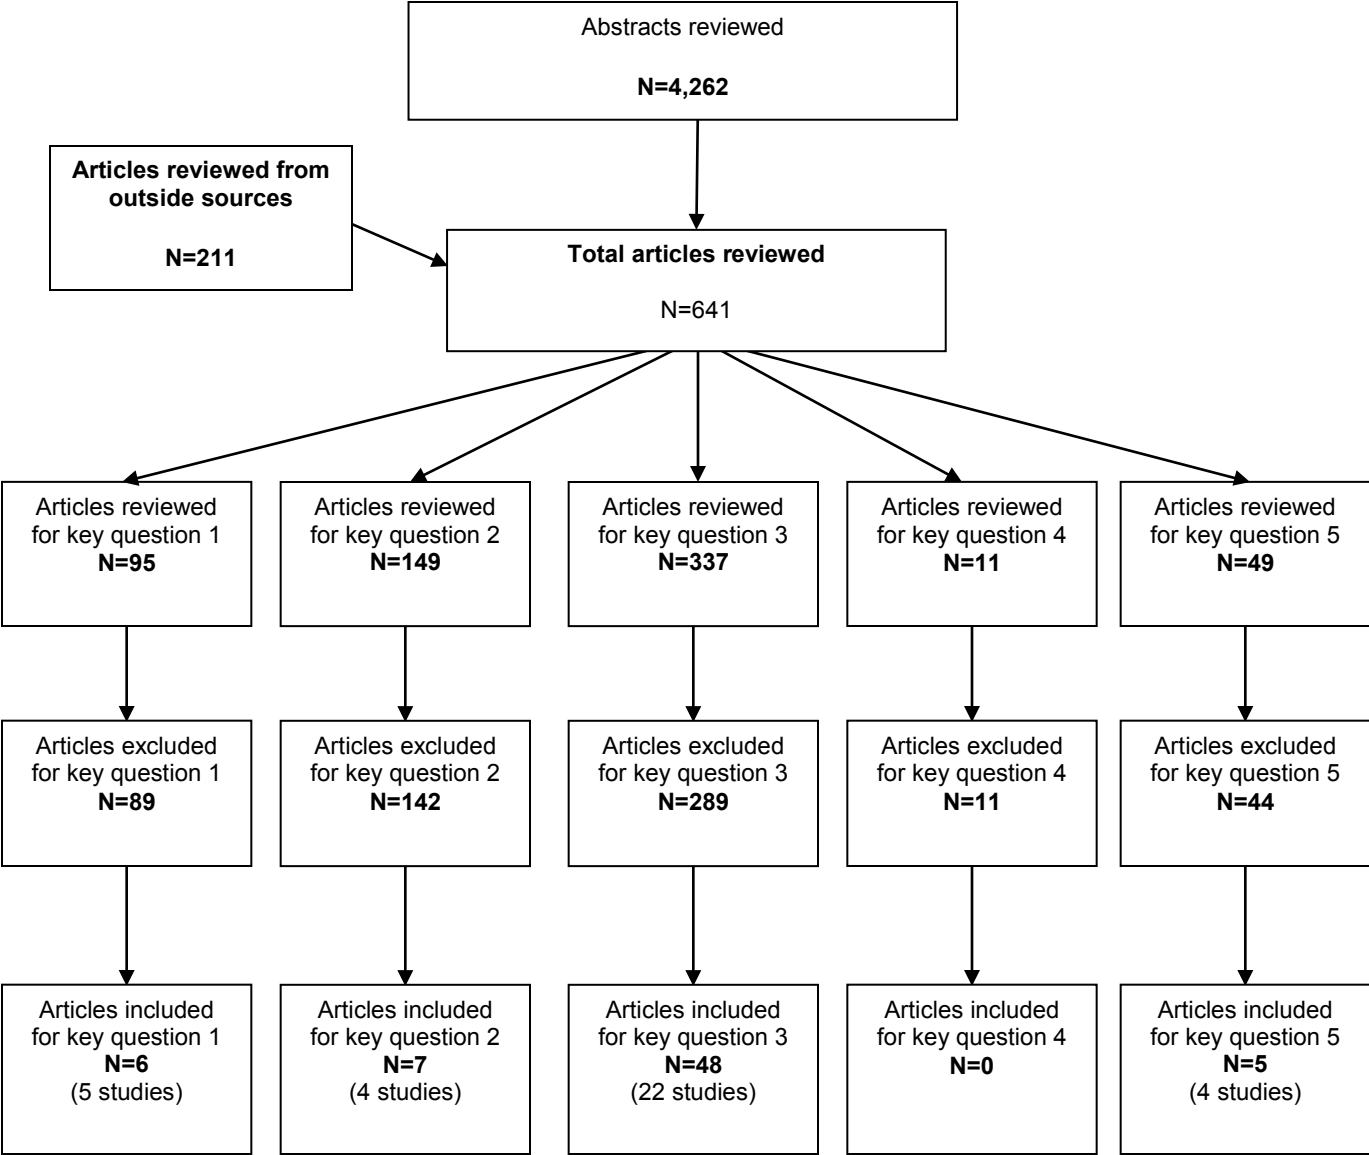 Abstracts reviewed
N=4,262
Articles reviewed from
outside sources
N=211
Total articles reviewed
N=641
Articles reviewed
for key question 1
N=95
Articles reviewed
for key question 2
N=149
Articles reviewed
for key question 3
N=337
Articles reviewed
for key question 4
N=11
Articles reviewed
for key question 5
N=49
Articles excluded
for key question 1
N=89
Articles excluded
for key question 2
N=142
Articles excluded
for key question 3
N=289
Articles excluded
for key question 4
N=11
Articles excluded
for key question 5
N=44
Articles included
for key question 1
N=6
(5 studies)
Articles included
for key question 2
N=7
(4 studies)
Articles included
for key question 3
N=48
(22 studies)
Articles included
for key question 4
N=0
Articles included
for key question 5
N=5
(4 studies)